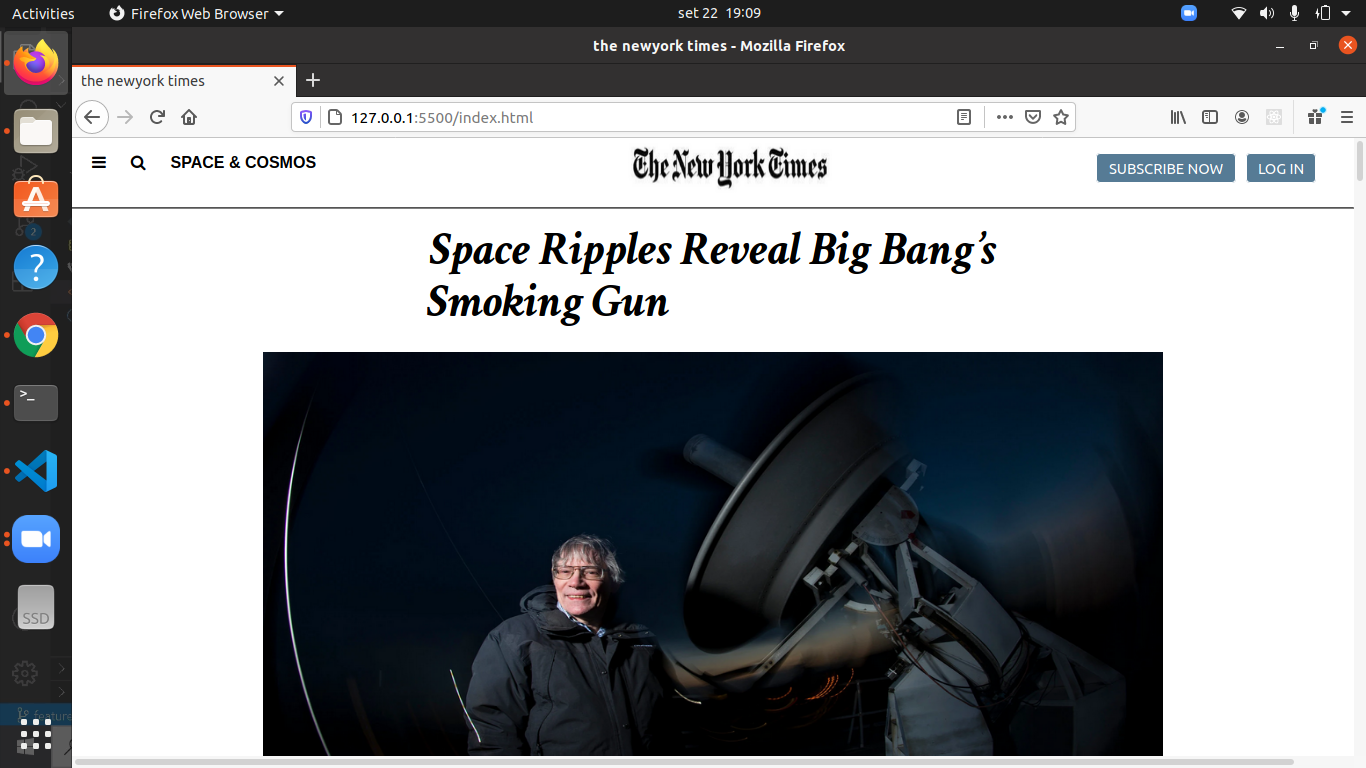 Activities
Firefox Web Browser
set 22 19:09
the newyork times - Mozilla Firefox
the newyork times
127.0.0.1:5500/index.html
SPACE & COSMOS
The New York Times
SUBSCRIBE NOW
LOG IN
Space Ripples Reveal Big Bang’s
Smoking Gun
>_
2
SSD
feature